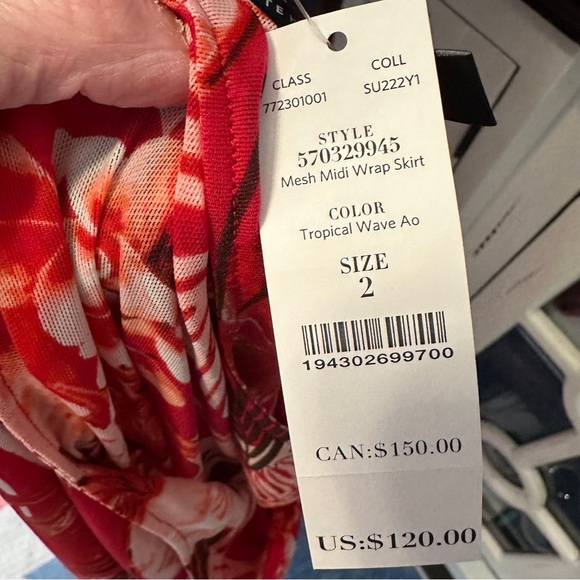 CLASS
772301001
COLL
SU222Y1
STYLE
570329945
Mesh Midi Wrap Skirt
COLOR
Tropical Wave Ao
SIZE
2
194302699700
CAN:$150.00
US:$120.00